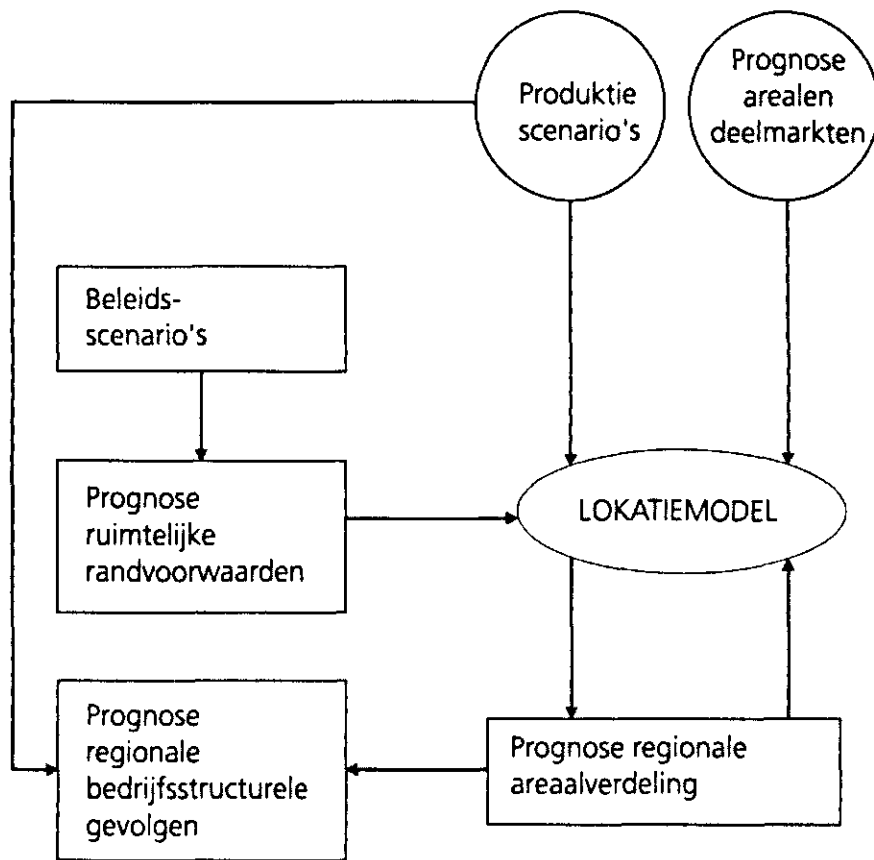 Produktie
scenario's
Prognose
arealen
deelmarkten
Beleids-
scenario's
Prognose
ruimtelijke
randvoorwaarden
LOKATIEMODEL
Prognose
regionale
bedrijfsstructurele
gevolgen
Prognose regionale
areaalverdeling